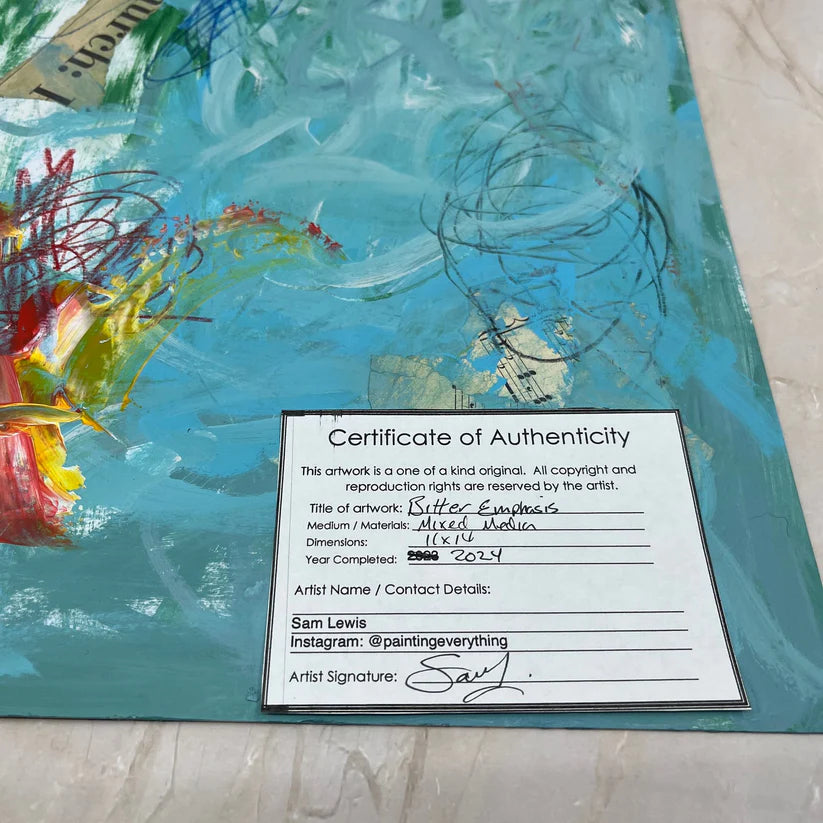 urch: I
Certificate of Authenticity
This artwork is a one of a kind original. All copyright and
reproduction rights are reserved by the artist.
Title of artwork: Bitter Emphasis
Medium / Materials: Mixed Media
Dimensions: 11x14
Year Completed: 2024
Artist Name / Contact Details:
Sam Lewis
Instagram: @paintingeverything
Artist Signature: Sam L.